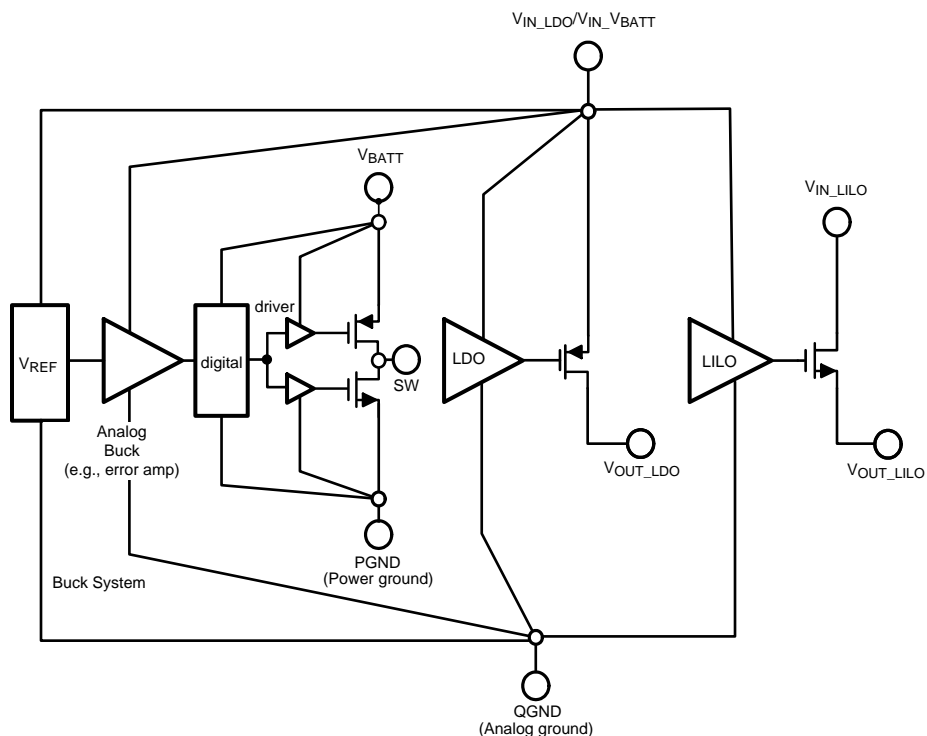 VIN_LDO/VIN_VBATT
VBATT
VIN_LILO
driver
VREF
digital
LDO
LILO
SW
Analog
Buck
(e.g., error amp)
VOUT_LDO
VOUT_LILO
PGND
(Power ground)
Buck System
QGND
(Analog ground)